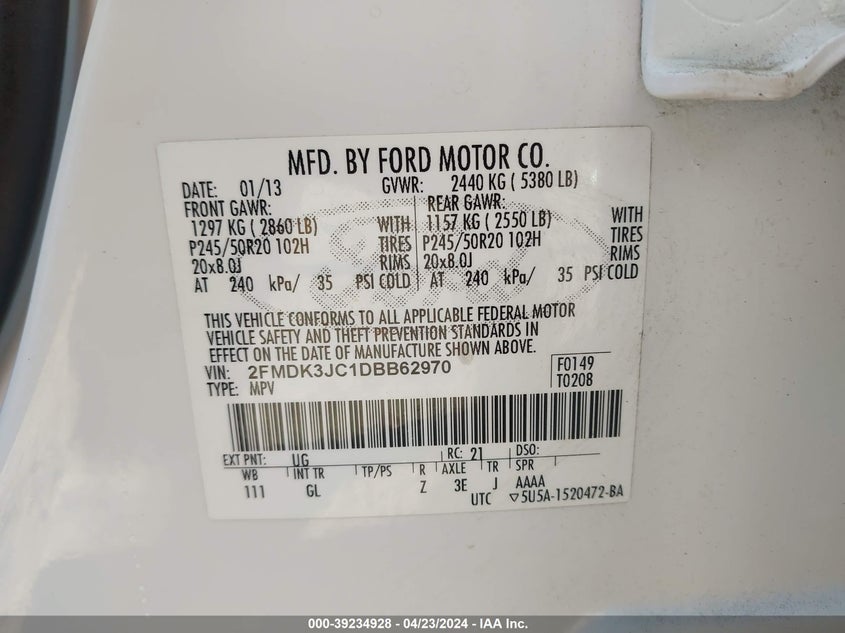 MFD. BY FORD MOTOR CO.
DATE: 01/13 GVWR: 2440 KG ( 5380 LB)
FRONT GAWR: REAR GAWR:
1297 KG ( 2860 LB) WITH 1157 KG ( 2550 LB) WITH
P245/50R20 102H TIRES P245/50R20 102H TIRES
20x8.0J RIMS 20x8.0J RIMS
AT 240 kPa/ 35 PSI COLD AT 240 kPa/ 35 PSI COLD
THIS VEHICLE CONFORMS TO ALL APPLICABLE FEDERAL MOTOR
VEHICLE SAFETY AND THEFT PREVENTION STANDARDS IN
EFFECT ON THE DATE OF MANUFACTURE SHOWN ABOVE.
VIN: 2FMDK3JC1DBB62970 F0149
TYPE: MPV T0208
EXT PNT: UG RC: 21 DSO:
WB INT TR TP/PS R AXLE TR SPR
111 GL Z 3E J AAAA
UTC ▽5U5A-1520472-BA
000-39234928 - 04/23/2024 - IAA Inc.